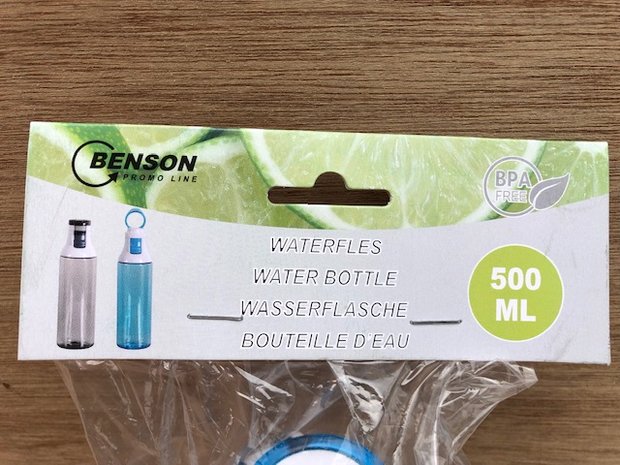 BENSON
PROMO LINE
BPA
FREE
WATERFLES
WATER BOTTLE
WASSERFLASCHE
BOUTEILLE D'EAU
500
ML